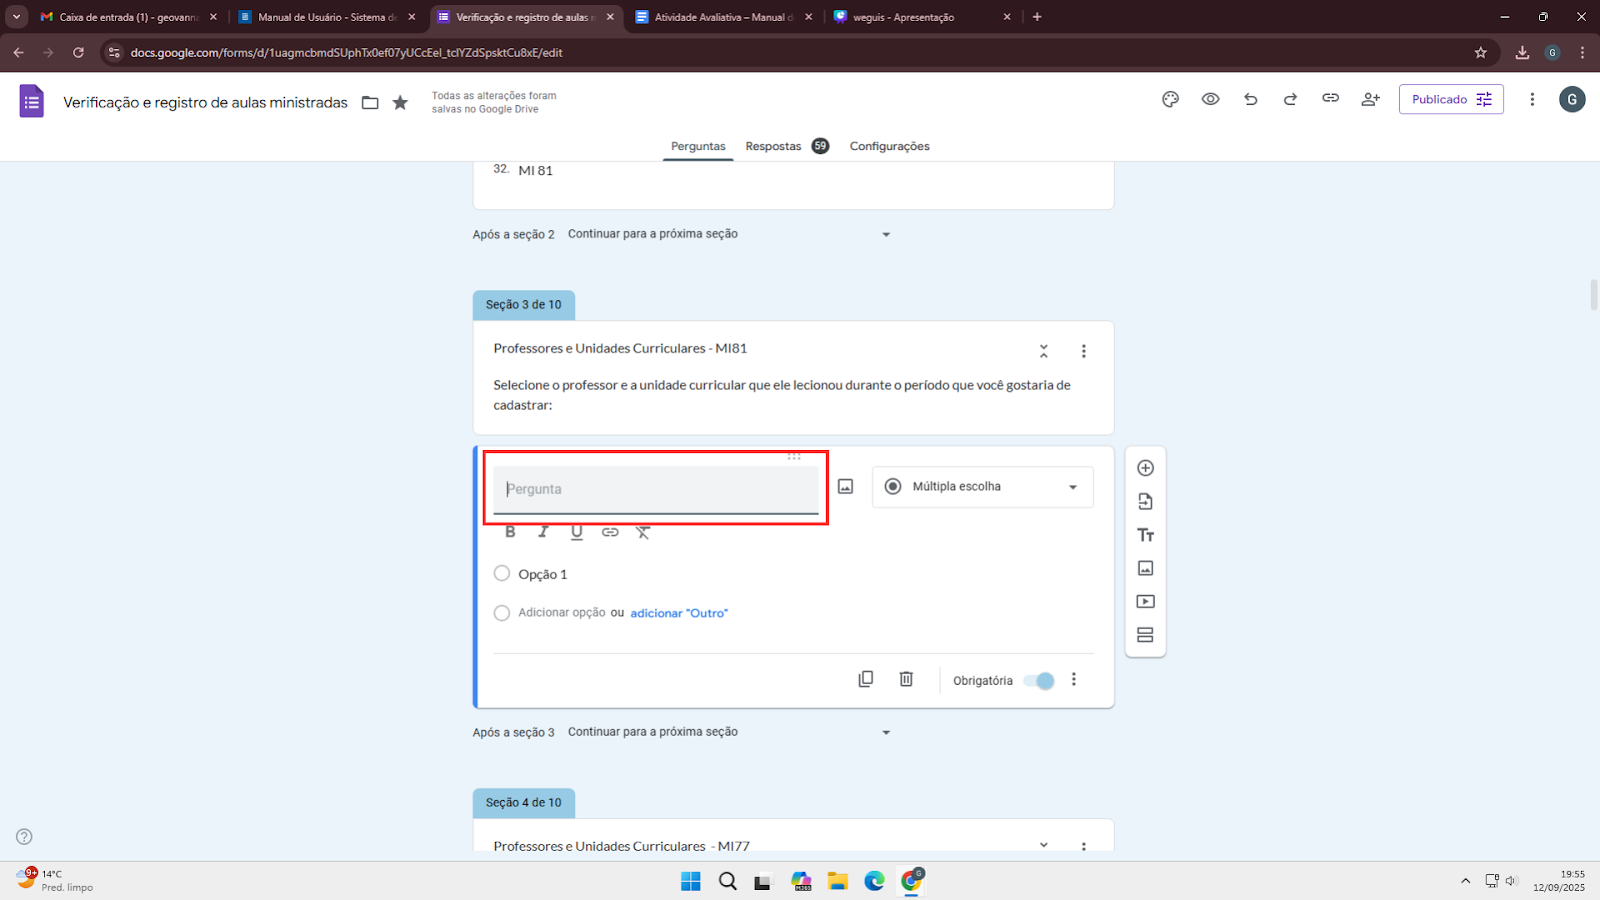 Caixa de entrada (1) - geovann
Manual de Usuário - Sistema de
Verificação e registro de aulas m
Atividade Avaliativa – Manual d
weguis - Apresentação
docs.google.com/forms/d/1uagmcbmdSUphTx0ef07yUCcEel_tclYZdSpsktCu8xE/edit
G
Verificação e registro de aulas ministradas
Todas as alterações foram
salvas no Google Drive
Publicado
G
Perguntas
Respostas 59
Configurações
32. MI 81
Após a seção 2 Continuar para a próxima seção
Seção 3 de 10
Professores e Unidades Curriculares - MI81
Selecione o professor e a unidade curricular que ele lecionou durante o período que você gostaria de
cadastrar:
Pergunta
Múltipla escolha
B I U
Tt
Opção 1
Adicionar opção ou adicionar "Outro"
Obrigatória
Após a seção 3 Continuar para a próxima seção
Seção 4 de 10
Professores e Unidades Curriculares - MI77
9+
14°C
Pred. limpo
M365
G
19:55
12/09/2025